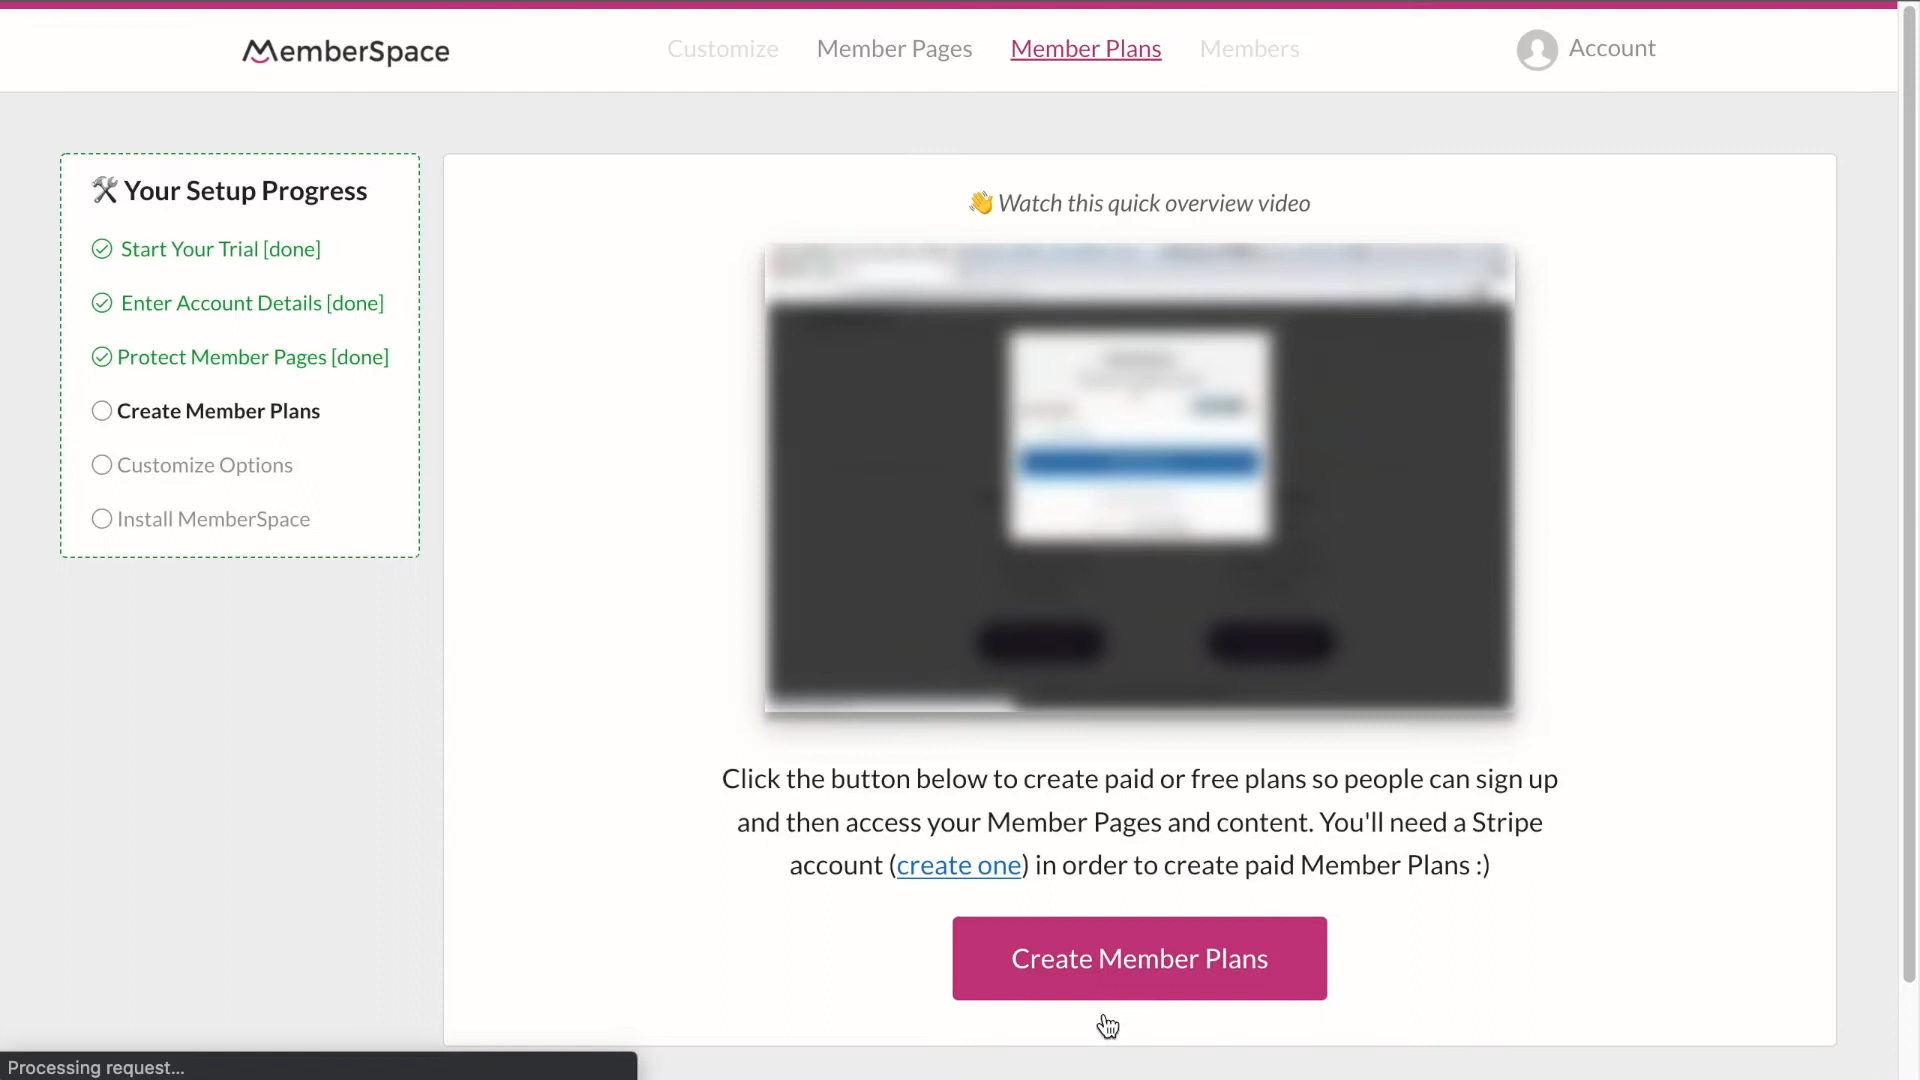 MemberSpace
Customize
Member Pages
Member Plans
Members
Account
Your Setup Progress
Start Your Trial [done]
Enter Account Details [done]
Protect Member Pages [done]
Create Member Plans
Customize Options
Install MemberSpace
Watch this quick overview video
Click the button below to create paid or free plans so people can sign up
and then access your Member Pages and content. You'll need a Stripe
account (create one) in order to create paid Member Plans :)
Create Member Plans
Processing request...